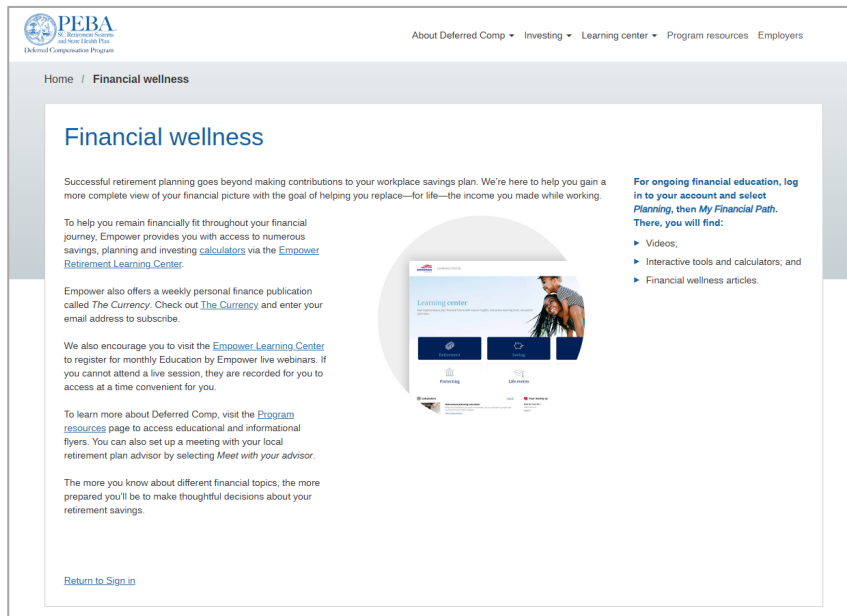 PEBA
SC Retirement Systems
and State Health Plan
Deferred Compensation Program
About Deferred Comp Investing Learning center Program resources Employers
Home / Financial wellness
Financial wellness
Successful retirement planning goes beyond making contributions to your workplace savings plan. We're here to help you gain a
more complete view of your financial picture with the goal of helping you replace—for life—the income you made while working.
To help you remain financially fit throughout your financial
journey, Empower provides you with access to numerous
savings, planning and investing calculators via the Empower
Retirement Learning Center.
Empower also offers a weekly personal finance publication
called The Currency. Check out The Currency and enter your
email address to subscribe.
We also encourage you to visit the Empower Learning Center
to register for monthly Education by Empower live webinars. If
you cannot attend a live session, they are recorded for you to
access at a time convenient for you.
To learn more about Deferred Comp, visit the Program
resources page to access educational and informational
flyers. You can also set up a meeting with your local
retirement plan advisor by selecting Meet with your advisor.
The more you know about different financial topics, the more
prepared you'll be to make thoughtful decisions about your
retirement savings.
Return to Sign in
LEARNING CENTER
Learning center
Retirement
Saving
Protecting
Life events
For ongoing financial education, log
in to your account and select
Planning, then My Financial Path.
There, you will find:
Videos;
Interactive tools and calculators; and
Financial wellness articles.